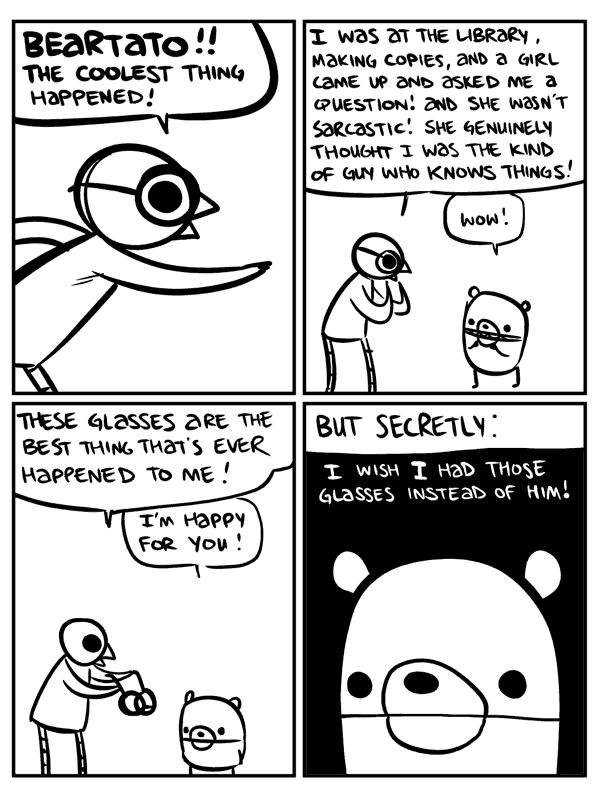 BEARTATO!!
THE COOLEST THING
HAPPENED!
I WAS AT THE LIBRARY,
MAKING COPIES, AND A GIRL
CAME UP AND ASKED ME A
QUESTION! AND SHE WASN'T
SARCASTIC! SHE GENUINELY
THOUGHT I WAS THE KIND
OF GUY WHO KNOWS THINGS!
WOW!
THESE GLASSES ARE THE
BEST THING THAT'S EVER
HAPPENED TO ME!
I'M HAPPY
FOR YOU!
BUT SECRETLY:
I WISH I HAD THOSE
GLASSES INSTEAD OF HIM!